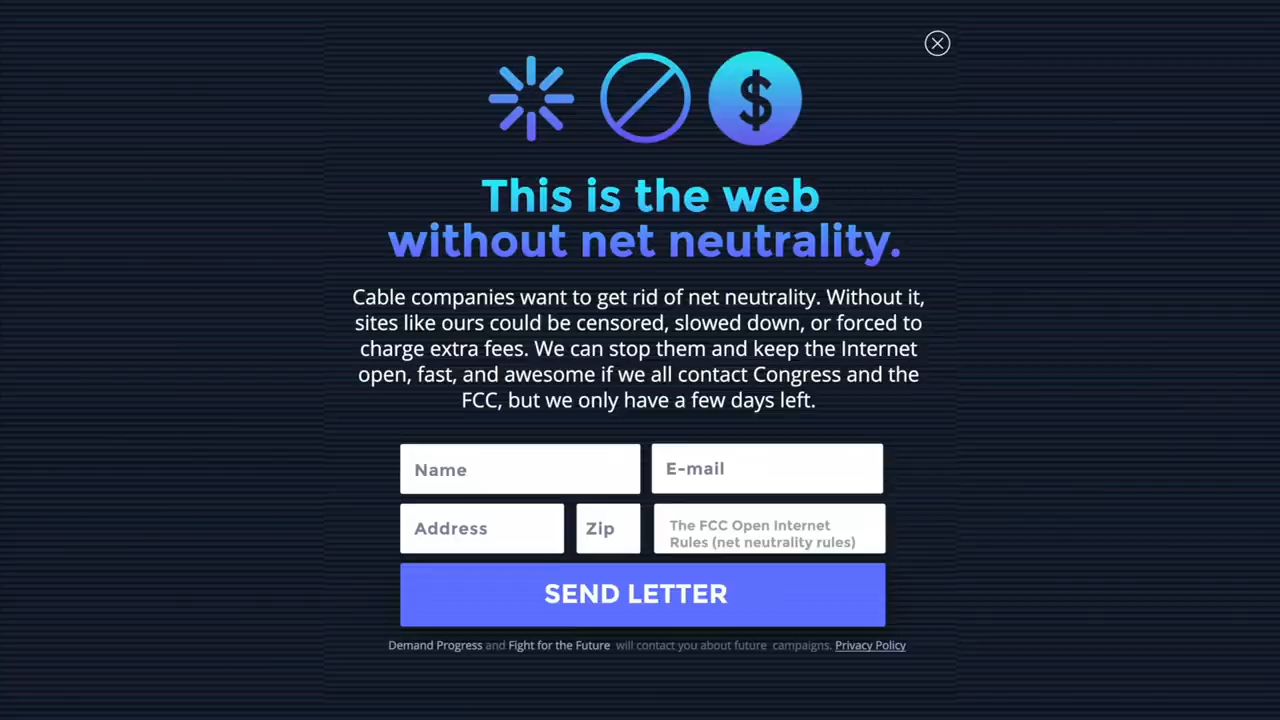 $
This is the web
without net neutrality.
Cable companies want to get rid of net neutrality. Without it,
sites like ours could be censored, slowed down, or forced to
charge extra fees. We can stop them and keep the Internet
open, fast, and awesome if we all contact Congress and the
FCC, but we only have a few days left.
Name E-mail
Address Zip The FCC Open Internet
Rules (net neutrality rules)
SEND LETTER
Demand Progress and Fight for the Future will contact you about future campaigns. Privacy Policy